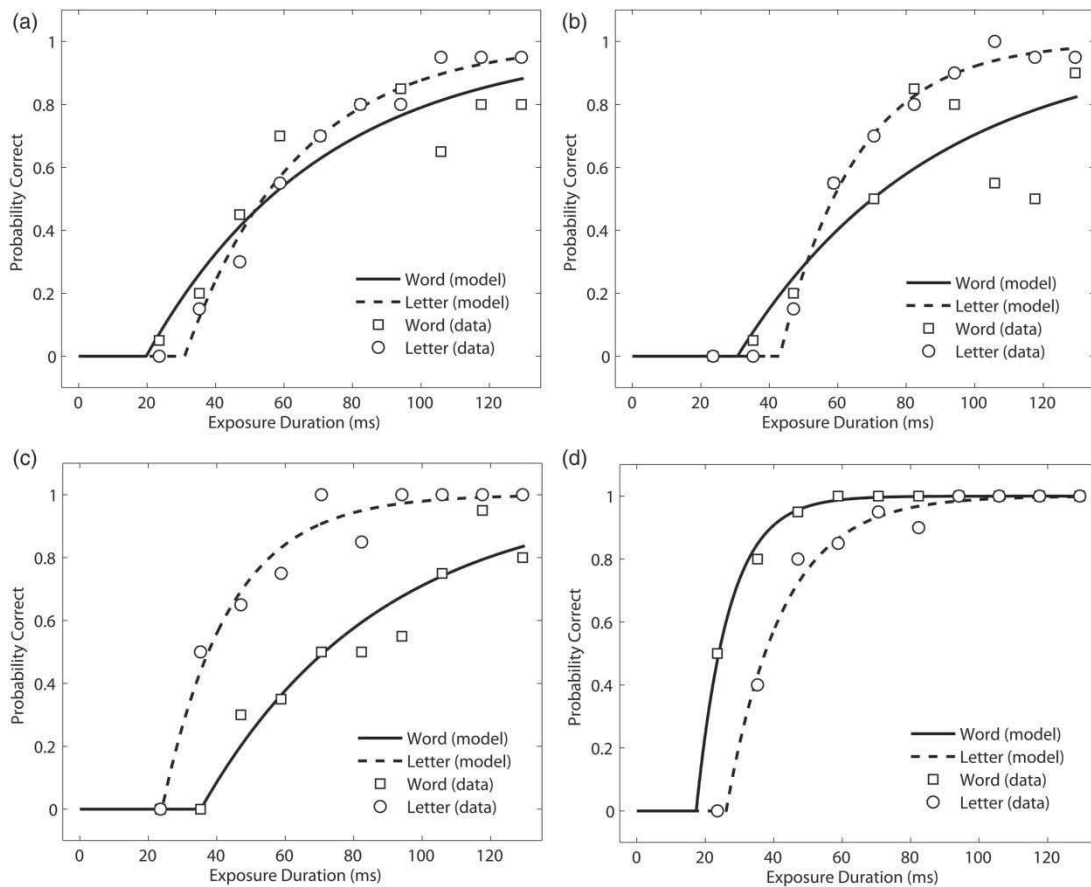 (a)
Probability Correct
1
0.8
0.6
0.4
0.2
0
Word (model)
Letter (model)
Word (data)
Letter (data)
0 20 40 60 80 100 120
Exposure Duration (ms)
(b)
Probability Correct
1
0.8
0.6
0.4
0.2
0
Word (model)
Letter (model)
Word (data)
Letter (data)
0 20 40 60 80 100 120
Exposure Duration (ms)
(c)
Probability Correct
1
0.8
0.6
0.4
0.2
0
Word (model)
Letter (model)
Word (data)
Letter (data)
0 20 40 60 80 100 120
Exposure Duration (ms)
(d)
Probability Correct
1
0.8
0.6
0.4
0.2
0
Word (model)
Letter (model)
Word (data)
Letter (data)
0 20 40 60 80 100 120
Exposure Duration (ms)